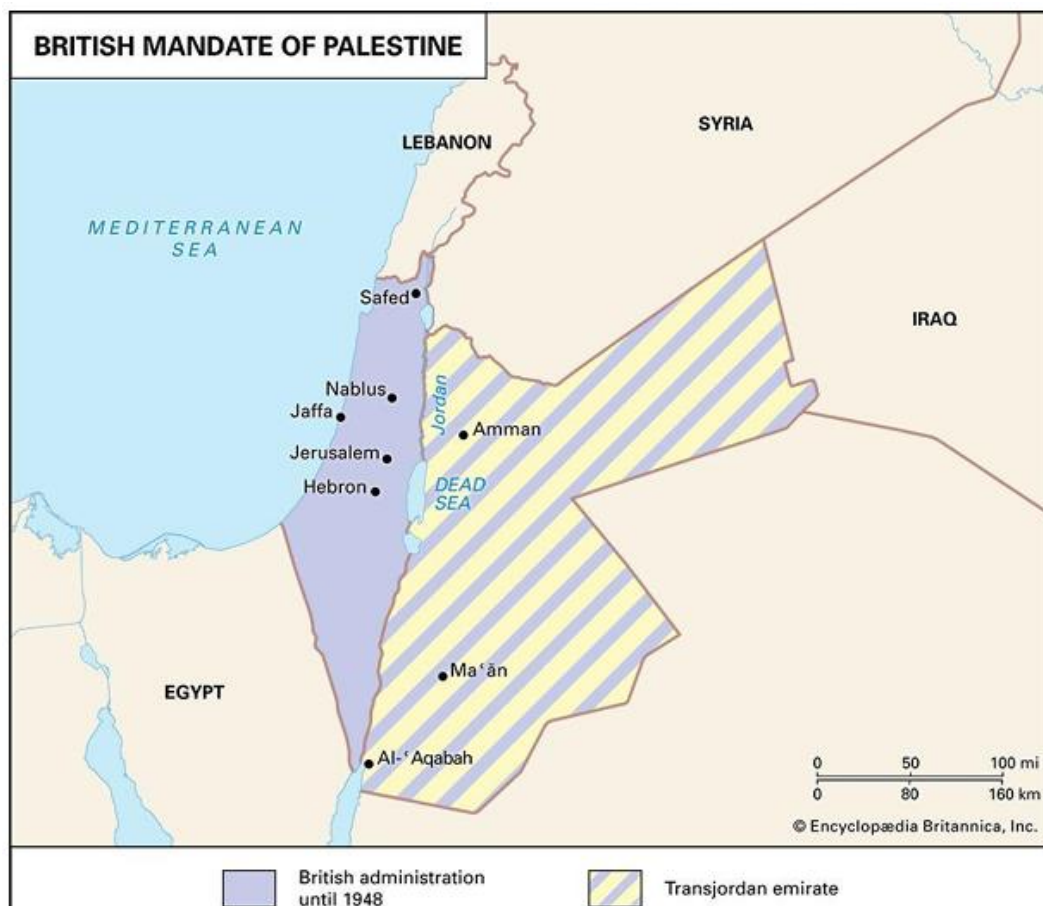 BRITISH MANDATE OF PALESTINE
LEBANON
SYRIA
MEDITERRANEAN
SEA
Safed
IRAQ
Nablus
Jaffa
Jordan
Amman
Jerusalem
Hebron
DEAD
SEA
Maʿān
EGYPT
Al-ʿAqabah
0 50 100 mi
0 80 160 km
© Encyclopædia Britannica, Inc.
British administration
until 1948
Transjordan emirate